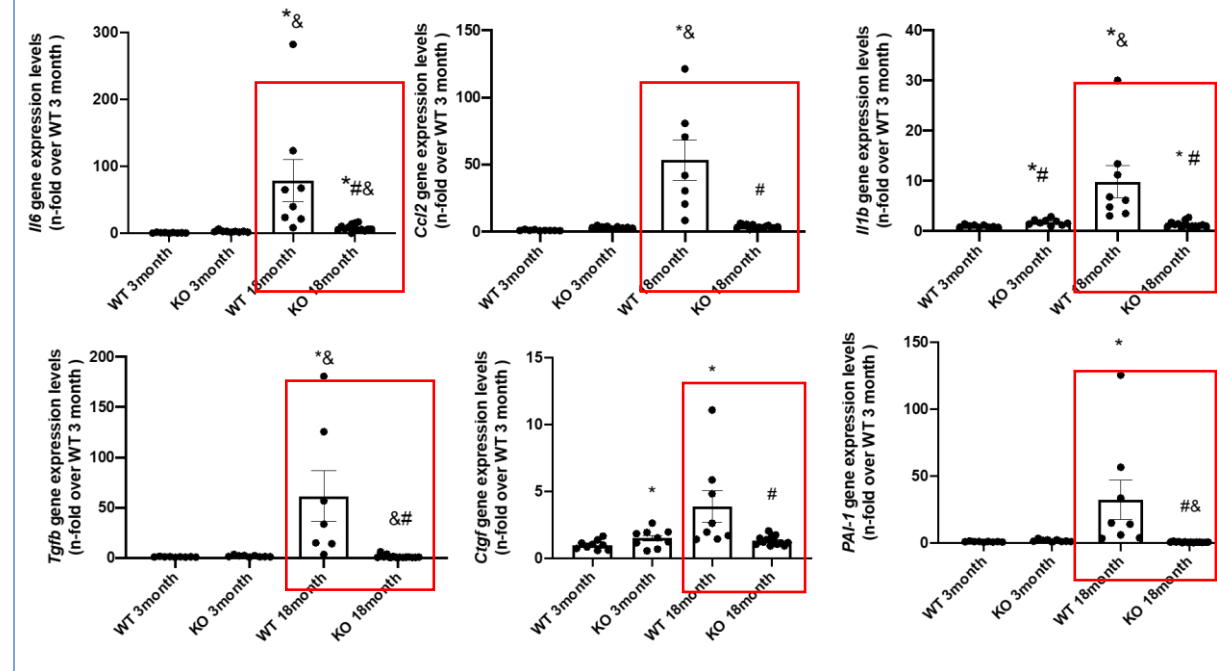 Il6 gene expression levels
(n-fold over WT 3 month )
300
200
100
0
*&
*#&
WT 3month
KO 3month
WT 18month
KO 18month
Ccl2 gene expression levels
(n-fold over WT 3 month )
150
100
50
0
*&
#
WT 3month
KO 3month
WT 18month
KO 18month
Il1b gene expression levels
(n-fold over WT 3 month )
40
30
20
10
0
*#
*&
* #
WT 3month
KO 3month
WT 18month
KO 18month
Tgfb gene expression levels
(n-fold over WT 3 month )
200
150
100
50
0
*&
&#
WT 3month
KO 3month
WT 18month
KO 18month
Ctgf gene expression levels
(n-fold over WT 3 month )
15
10
5
0
*
*
#
WT 3month
KO 3month
WT 18month
KO 18month
PAI-1 gene expression levels
(n-fold over WT 3 month )
150
100
50
0
*
#&
WT 3month
KO 3month
WT 18month
KO 18month